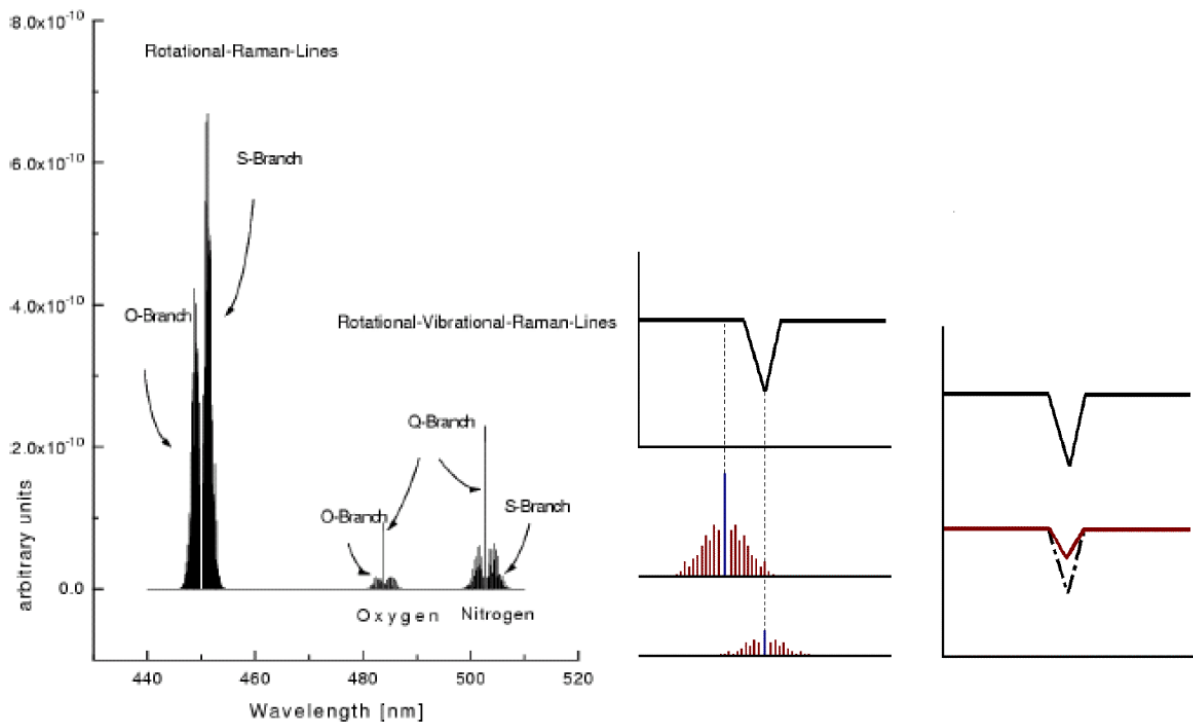 8.0x10⁻¹⁰
Rotational-Raman-Lines
S-Branch
6.0x10⁻¹⁰
4.0x10⁻¹⁰
O-Branch
Rotational-Vibrational-Raman-Lines
2.0x10⁻¹⁰
Q-Branch
O-Branch
S-Branch
0.0
Oxygen
Nitrogen
arbitrary units
440 460 480 500 520
Wavelength [nm]